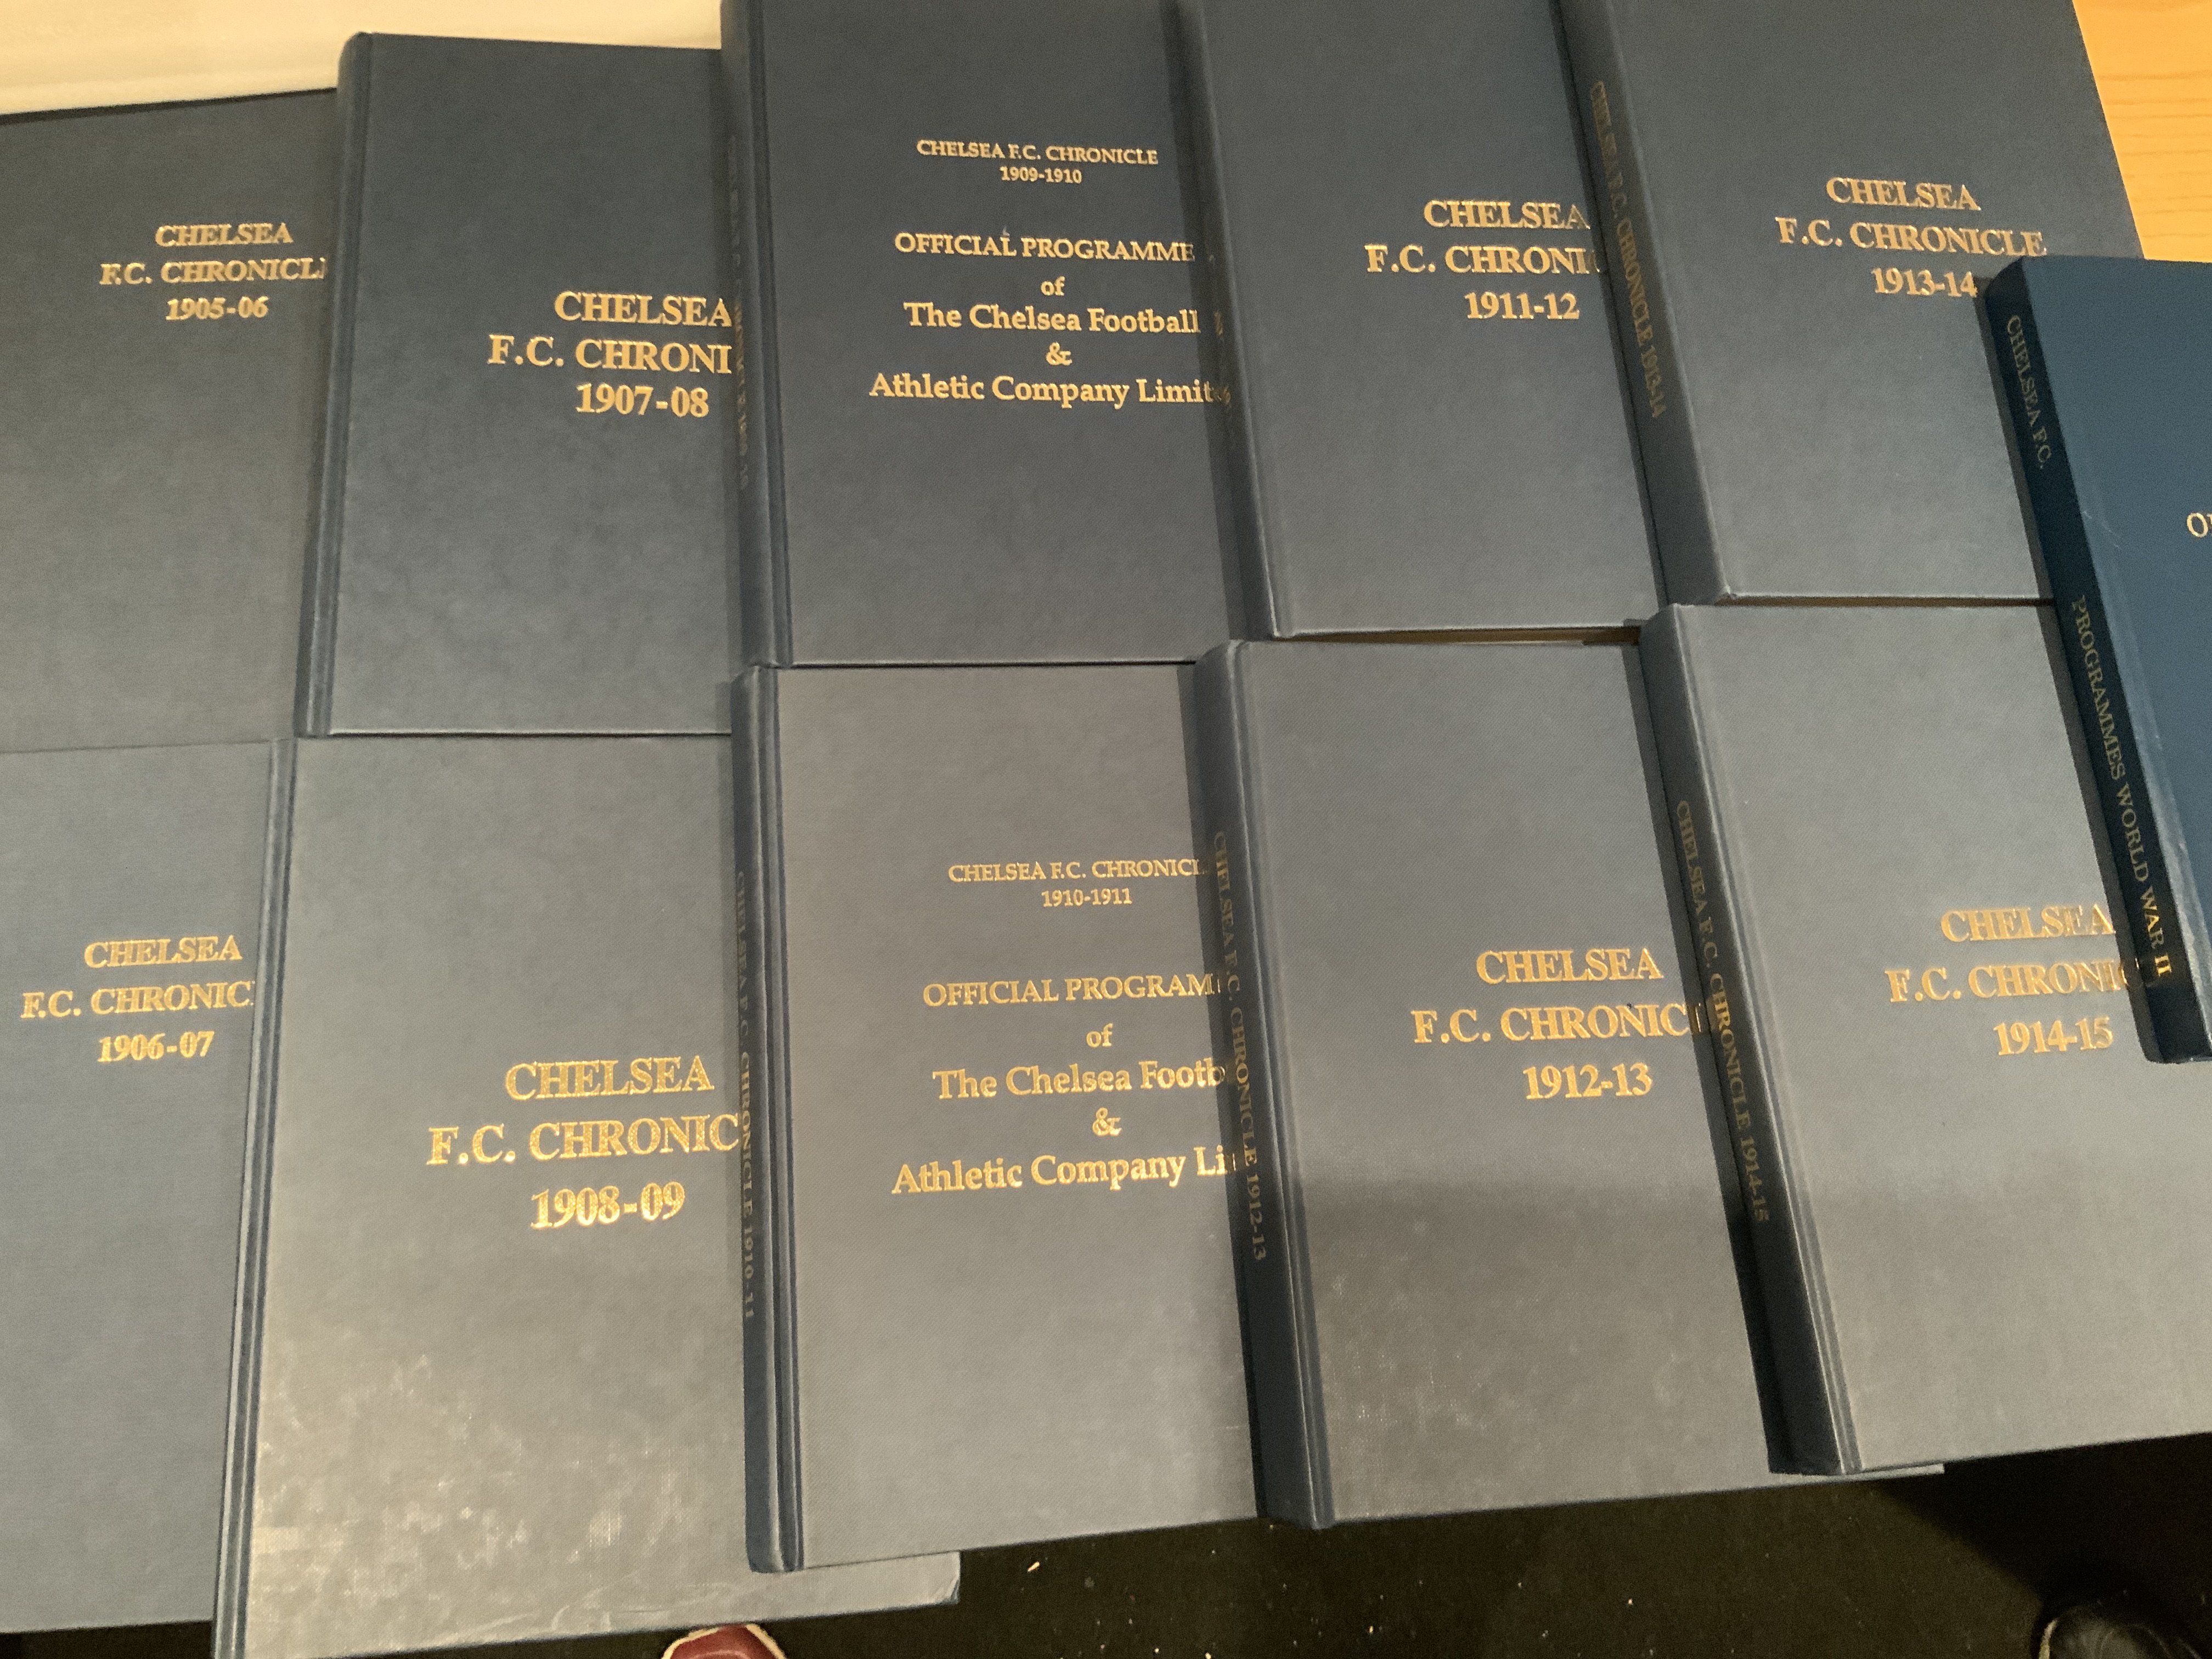 CHELSEA
F.C. CHRONICL
1905-06
CHELSEA
F.C. CHRONI
1907-08
CHELSEA F.C. CHRONICLE
1909-1910
OFFICIAL PROGRAMME
of
The Chelsea Football
&
Athletic Company Limit
CHELSEA
F.C. CHRONI
1911-12
CHELSEA F.C. CHRONICLE 1913-14
CHELSEA
F.C. CHRONICLE
1913-14
CHELSEA F.C. PROGRAMMES WORLD WAR II
CHELSEA
F.C. CHRONIC
1906-07
CHELSEA
F.C. CHRONIC
1908-09
CHELSEA F.C. CHRONICLE 1910-11
CHELSEA F.C. CHRONICL
1910-1911
OFFICIAL PROGRAM
of
The Chelsea Footb
&
Athletic Company Li
CHELSEA F.C. CHRONICLE 1912-13
CHELSEA
F.C. CHRONICL
1912-13
CHELSEA F.C. CHRONICLE 1914-15
CHELSEA
F.C. CHRONIC
1914-15